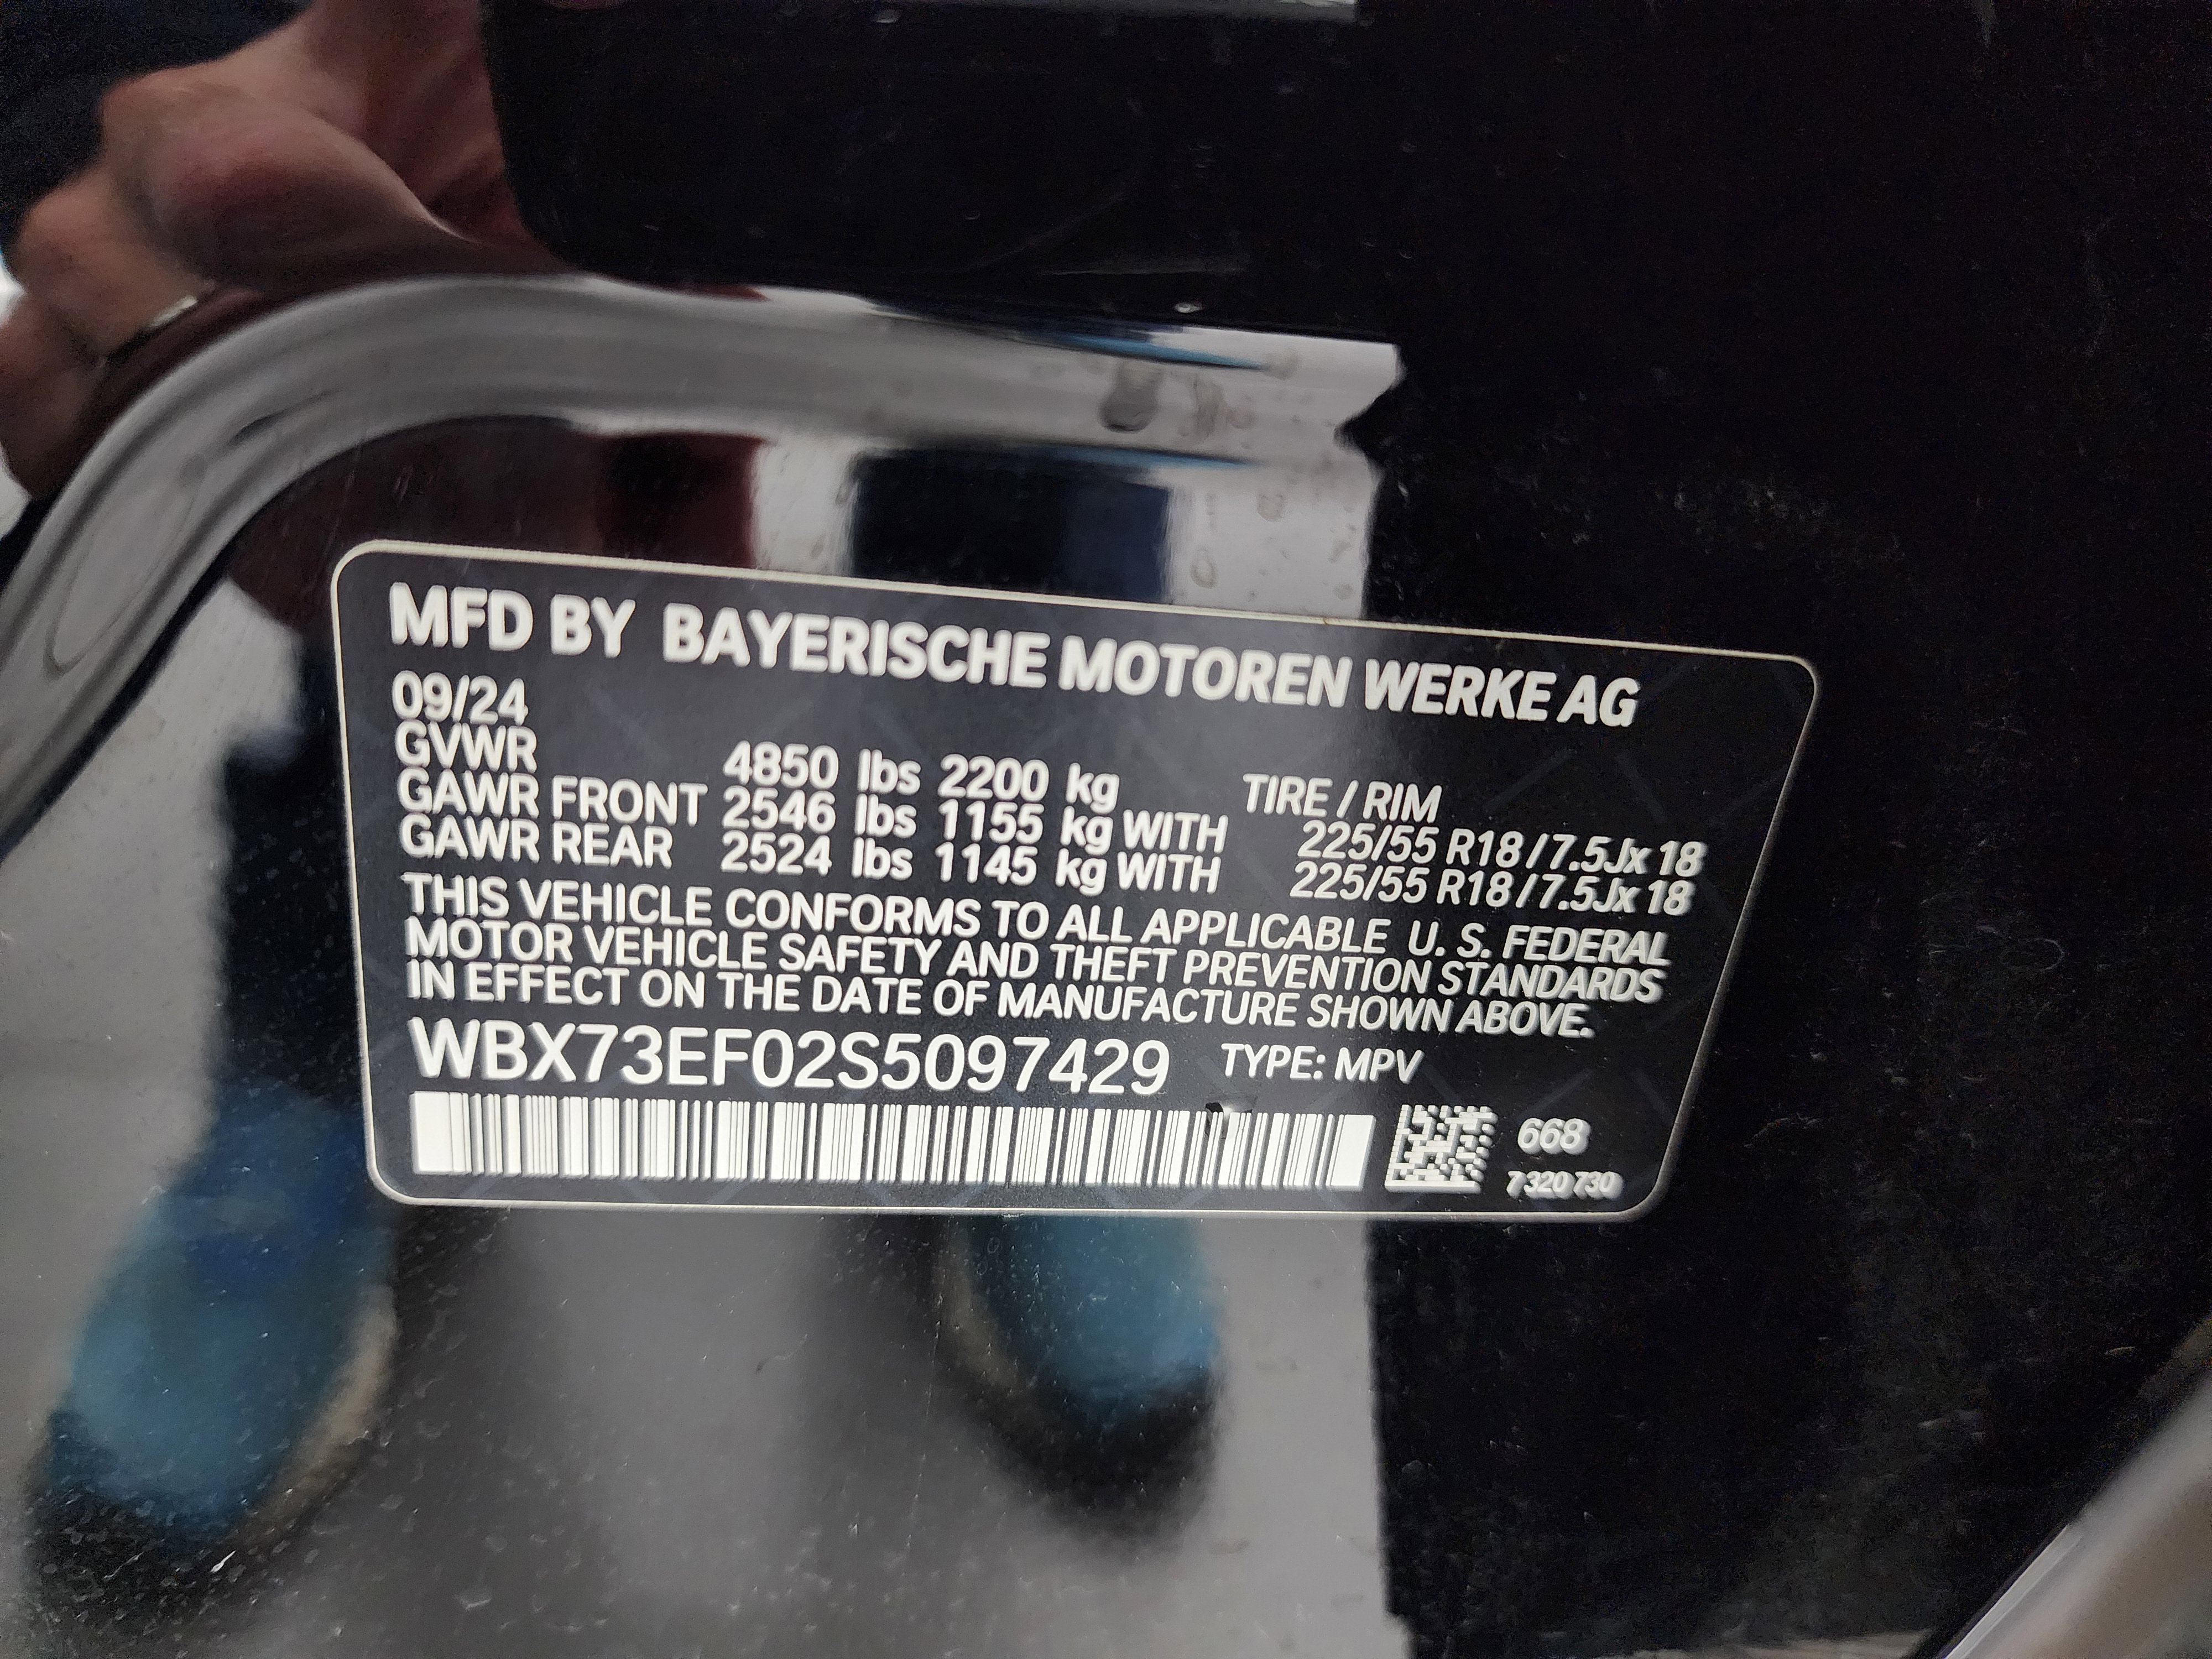 MFD BY BAYERISCHE MOTOREN WERKE AG
09/24
GVWR 4850 lbs 2200 kg TIRE / RIM
GAWR FRONT 2546 lbs 1155 kg WITH 225/55 R18 / 7.5Jx 18
GAWR REAR 2524 lbs 1145 kg WITH 225/55 R18 / 7.5Jx 18
THIS VEHICLE CONFORMS TO ALL APPLICABLE U. S. FEDERAL
MOTOR VEHICLE SAFETY AND THEFT PREVENTION STANDARDS
IN EFFECT ON THE DATE OF MANUFACTURE SHOWN ABOVE.
WBX73EF02S5097429 TYPE: MPV
668
7 320 730